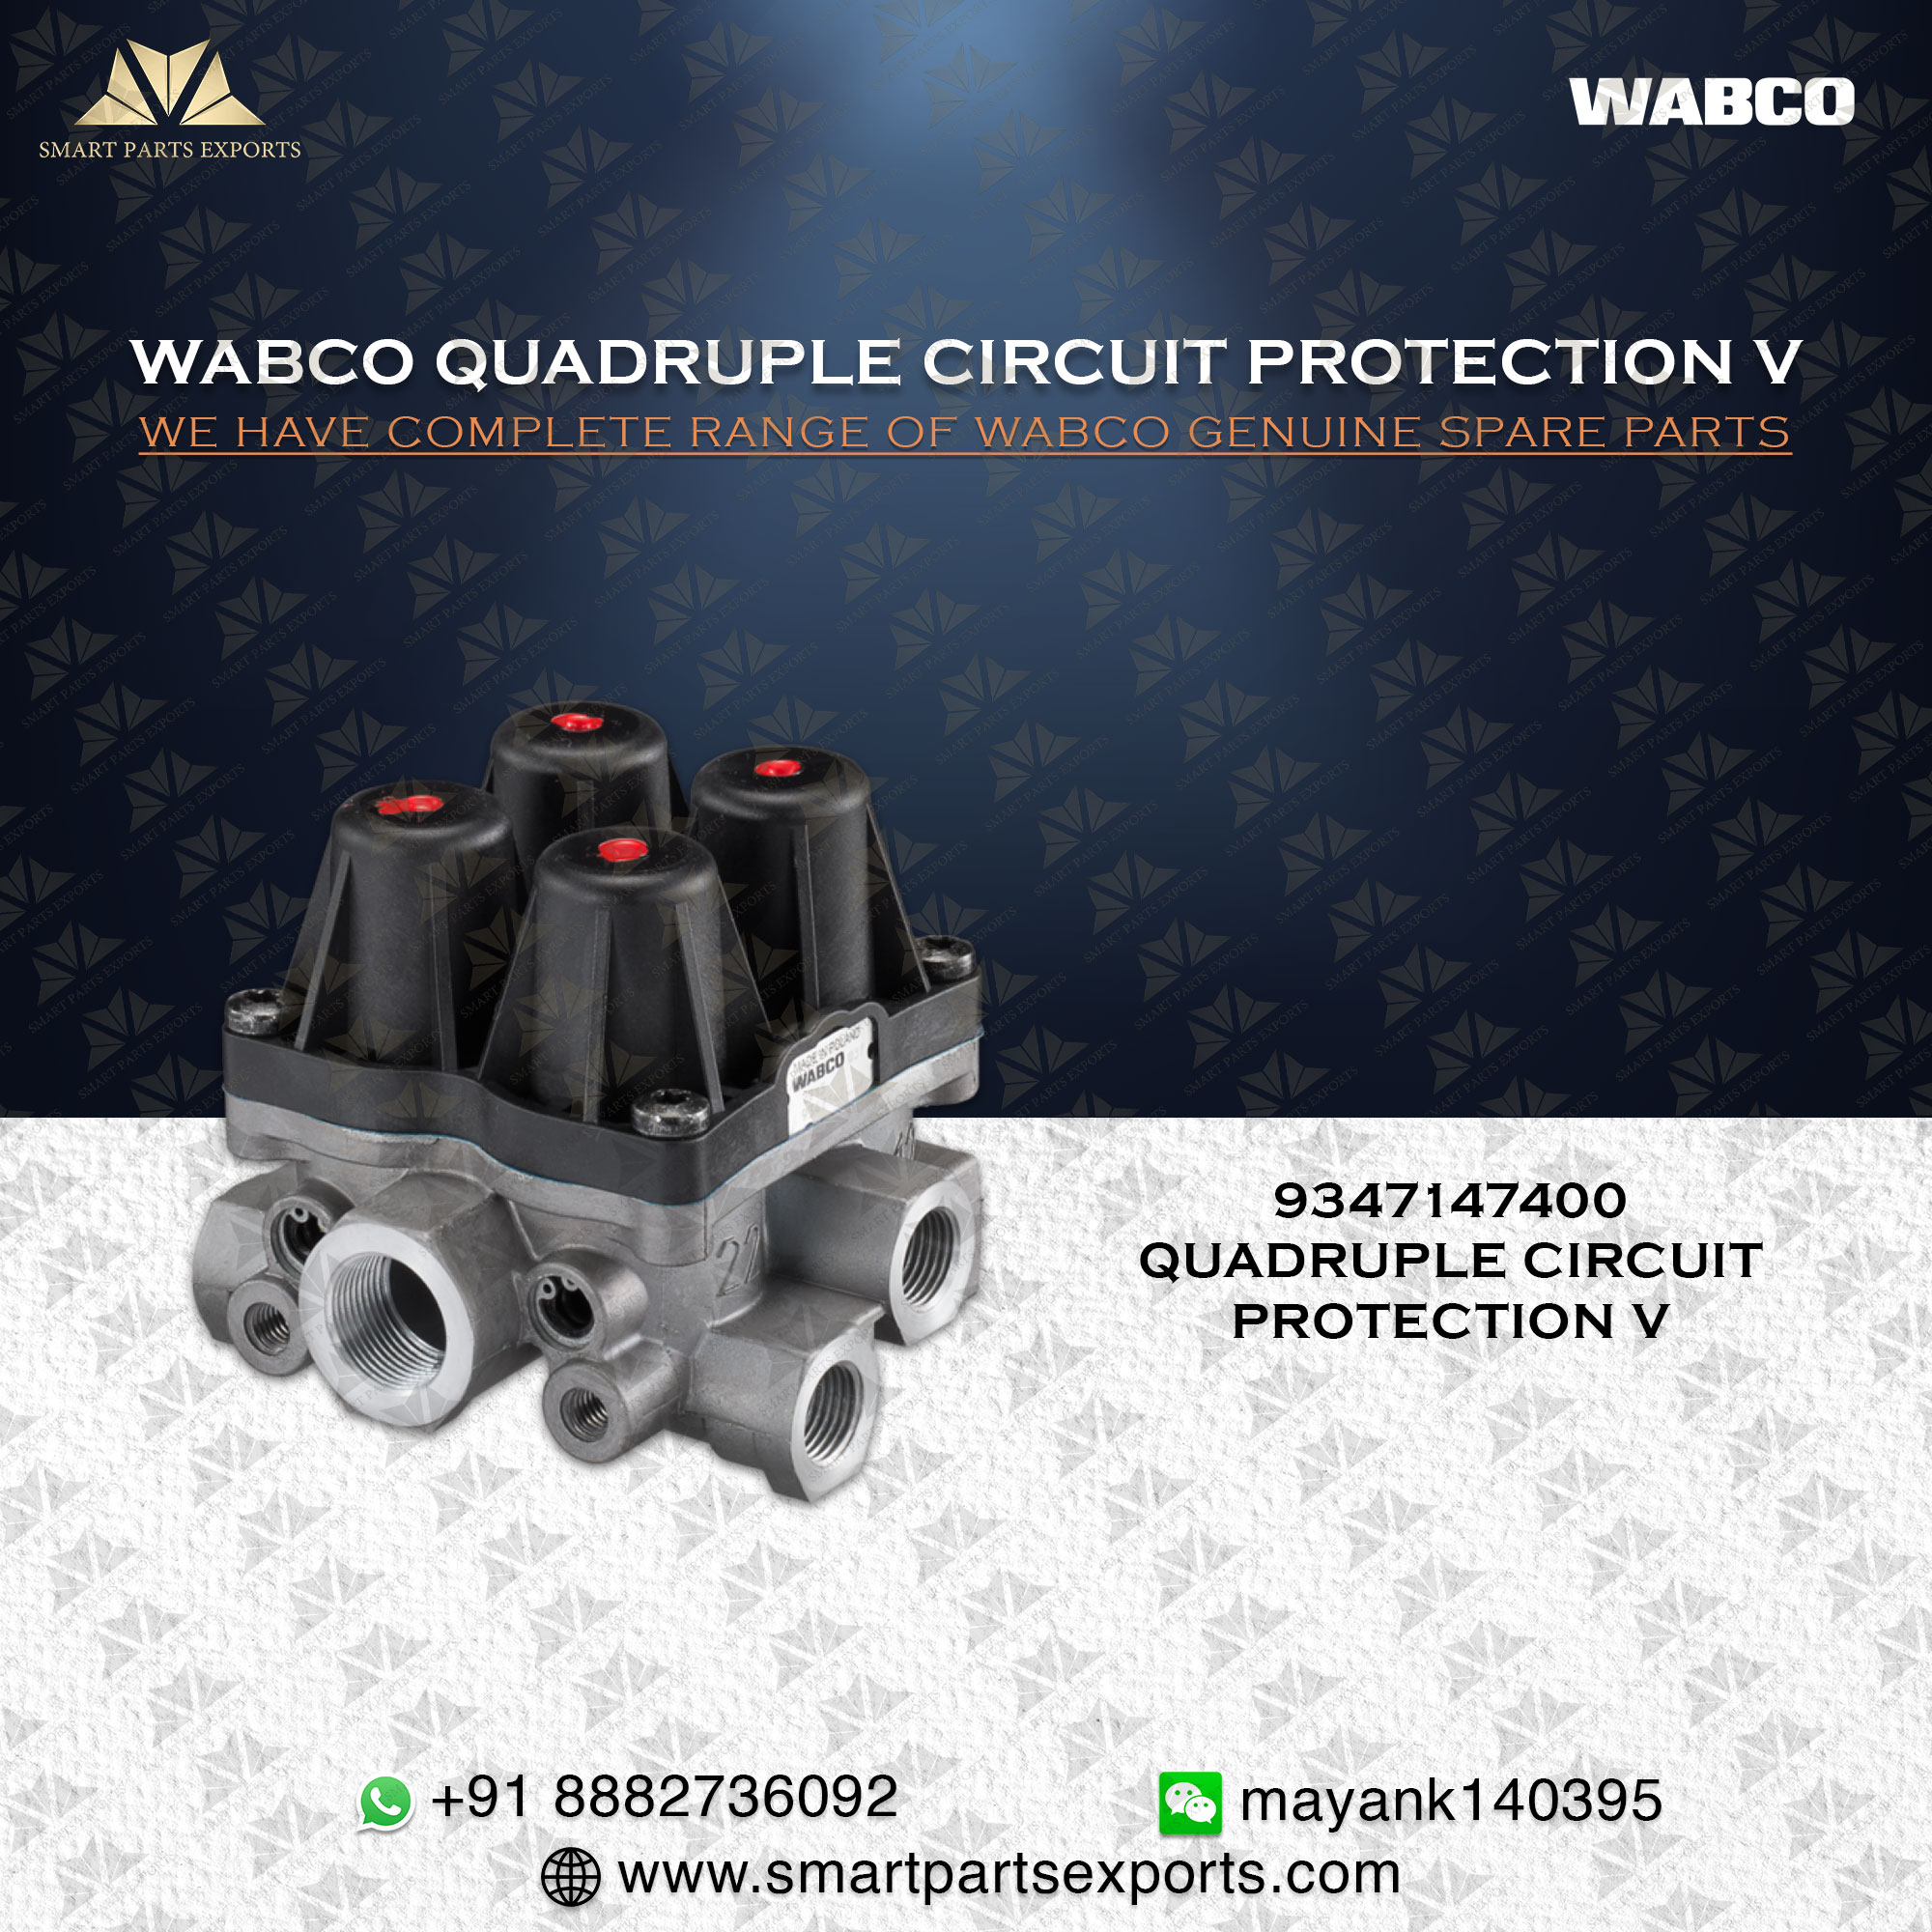 SMART PARTS EXPORTS
WABCO
WABCO QUADRUPLE CIRCUIT PROTECTION V
WE HAVE COMPLETE RANGE OF WABCO GENUINE SPARE PARTS
MADE IN POLAND
WABCO
21
9347147400
QUADRUPLE CIRCUIT
PROTECTION V
+91 8882736092
mayank140395
www.smartpartsexports.com